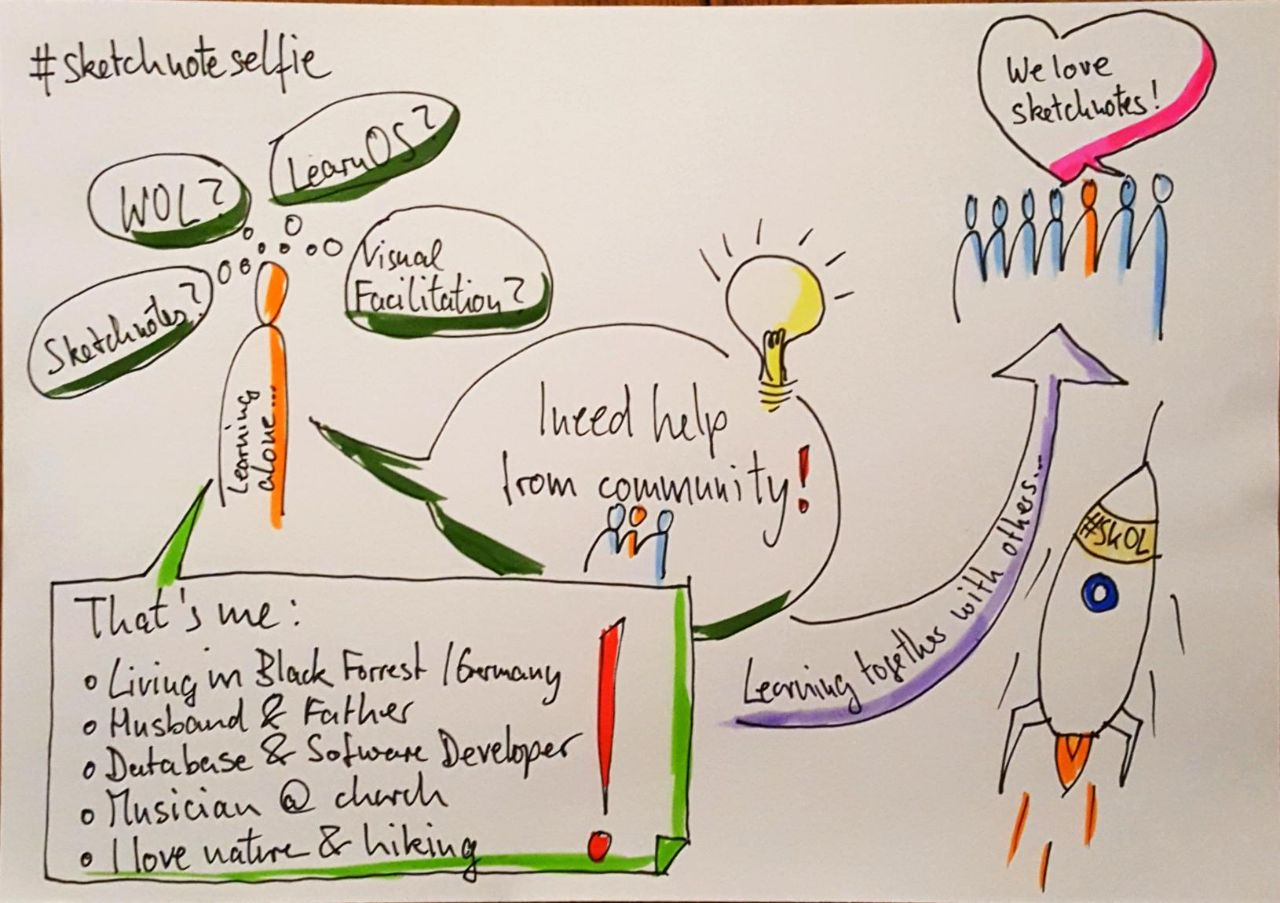 #sketchnoteselfie
WOL?
LearnOS?
Sketchnotes?
Visual
Facilitation?
Learning
alone...
I need help
from community!
We love
sketchnotes!
Learning together with others...
#SKOL
That's me:
• Living in Black Forrest / Germany
• Husband & Father
• Database & Sofware Developer
• Musician @ church
• I love nature & hiking
!